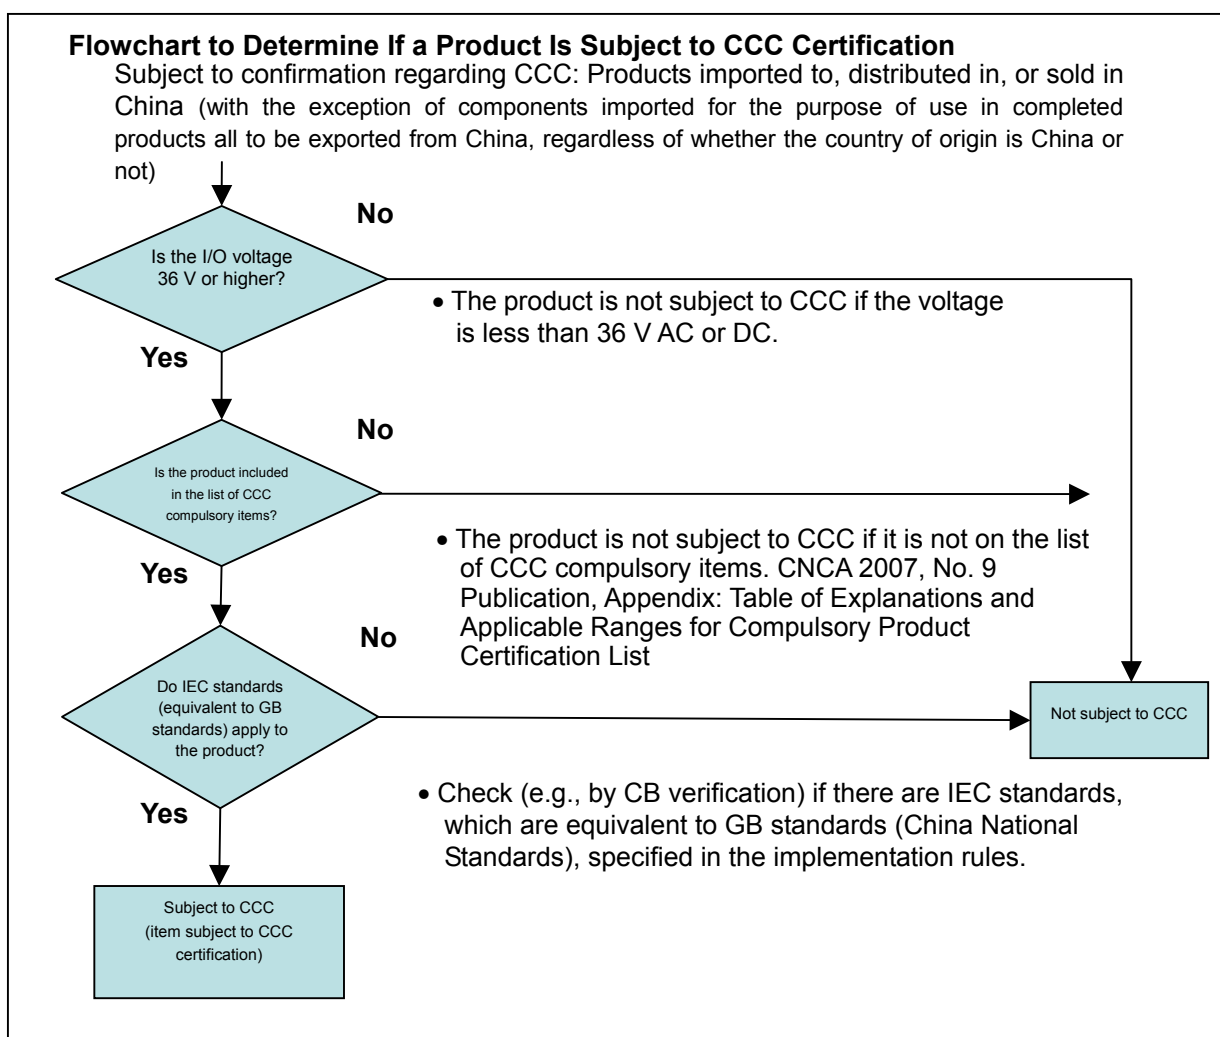 Flowchart to Determine If a Product Is Subject to CCC Certification
Subject to confirmation regarding CCC: Products imported to, distributed in, or sold in
China (with the exception of components imported for the purpose of use in completed
products all to be exported from China, regardless of whether the country of origin is China or
not)
No
Is the I/O voltage
36 V or higher?
• The product is not subject to CCC if the voltage
is less than 36 V AC or DC.
Yes
No
Is the product included
in the list of CCC
compulsory items?
• The product is not subject to CCC if it is not on the list
of CCC compulsory items. CNCA 2007, No. 9
Publication, Appendix: Table of Explanations and
Applicable Ranges for Compulsory Product
Certification List
Yes
No
Do IEC standards
(equivalent to GB
standards) apply to
the product?
Not subject to CCC
• Check (e.g., by CB verification) if there are IEC standards,
which are equivalent to GB standards (China National
Standards), specified in the implementation rules.
Yes
Subject to CCC
(item subject to CCC
certification)